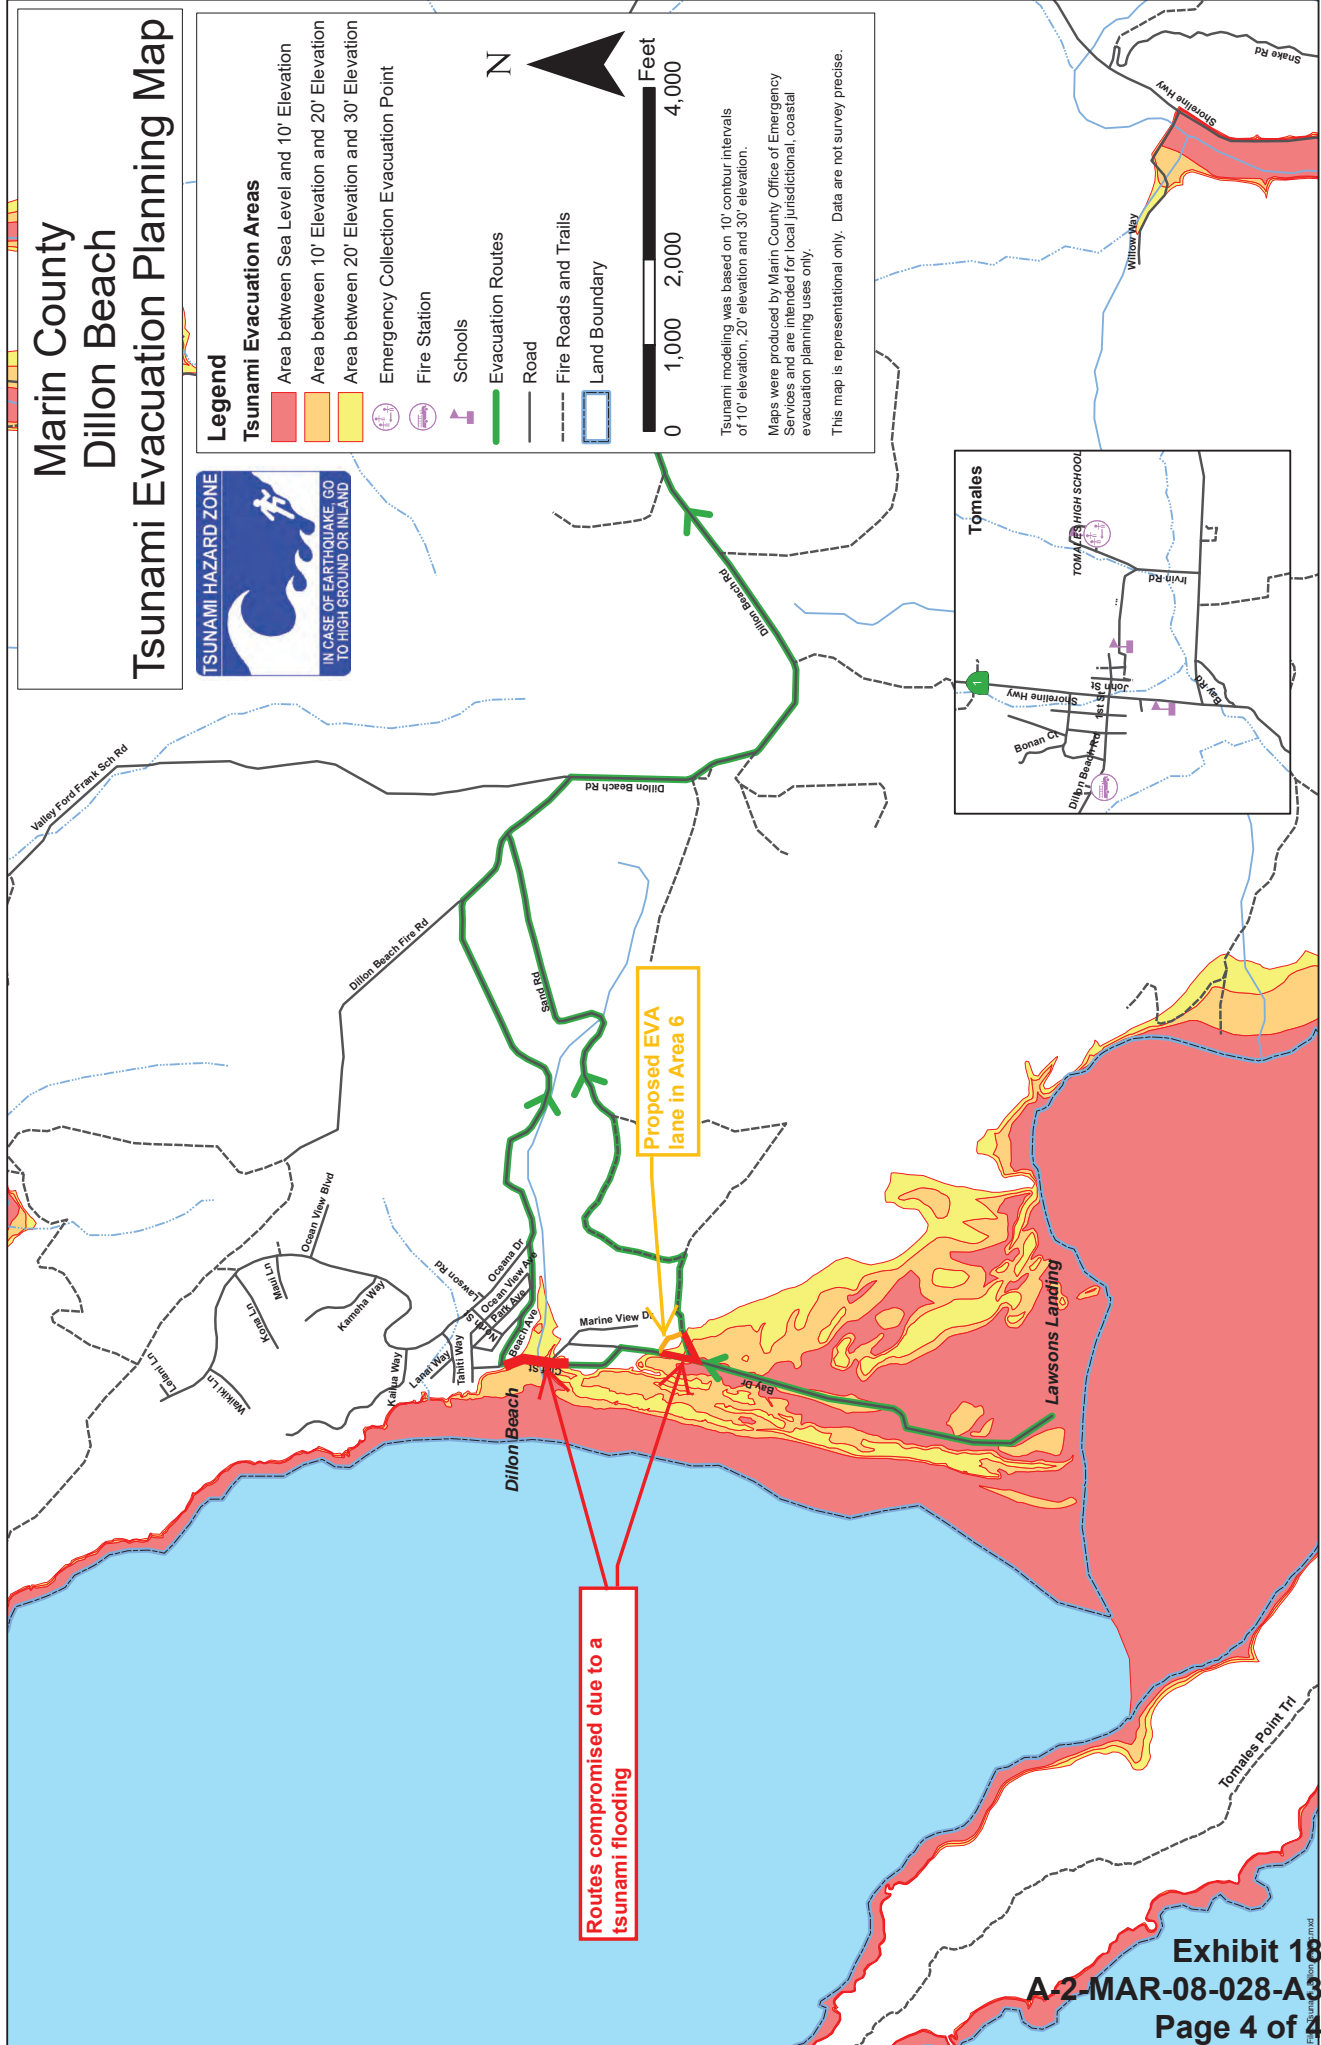 Marin County
Dillon Beach
Tsunami Evacuation Planning Map
TSUNAMI HAZARD ZONE
IN CASE OF EARTHQUAKE, GO
TO HIGH GROUND OR INLAND
Legend
Tsunami Evacuation Areas
Area between Sea Level and 10' Elevation
Area between 10' Elevation and 20' Elevation
Area between 20' Elevation and 30' Elevation
Emergency Collection Evacuation Point
Fire Station
Schools
Evacuation Routes
Road
Fire Roads and Trails
Land Boundary
N
0 1,000 2,000 4,000
Feet
Tsunami modeling was based on 10' contour intervals
of 10' elevation, 20' elevation and 30' elevation.
Maps were produced by Marin County Office of Emergency
Services and are intended for local jurisdictional, coastal
evacuation planning uses only.
This map is representational only. Data are not survey precise.
Valley Ford Frank Sch Rd
Dillon Beach Fire Rd
Dillon Beach Rd
Dillon Beach Rd
Sand Rd
Ocean View Blvd
Maui Ln
Kona Ln
Kameha Way
Leiani Ln
Waikiki Ln
Kailua Way
Lanai Way
Tahiti Way
Lawson Rd
Oceana Dr
Ocean View Ave
Park Ave
North S
Beach Ave
Cliff St
Marine View D
Bay Dr
Dillon Beach
Lawsons Landing
Proposed EVA
lane in Area 6
Routes compromised due to a
tsunami flooding
Snake Rd
Shoreline Hwy
Willow Way
Tomales
TOMALES HIGH SCHOOL
Irvin Rd
...
1
Shoreline Hwy
John St
1st St
Bonan Ct
Dillon Beach Rd
Bay Rd
Tomales Point Trl
Exhibit 18
A-2-MAR-08-028-A3
Page 4 of 4